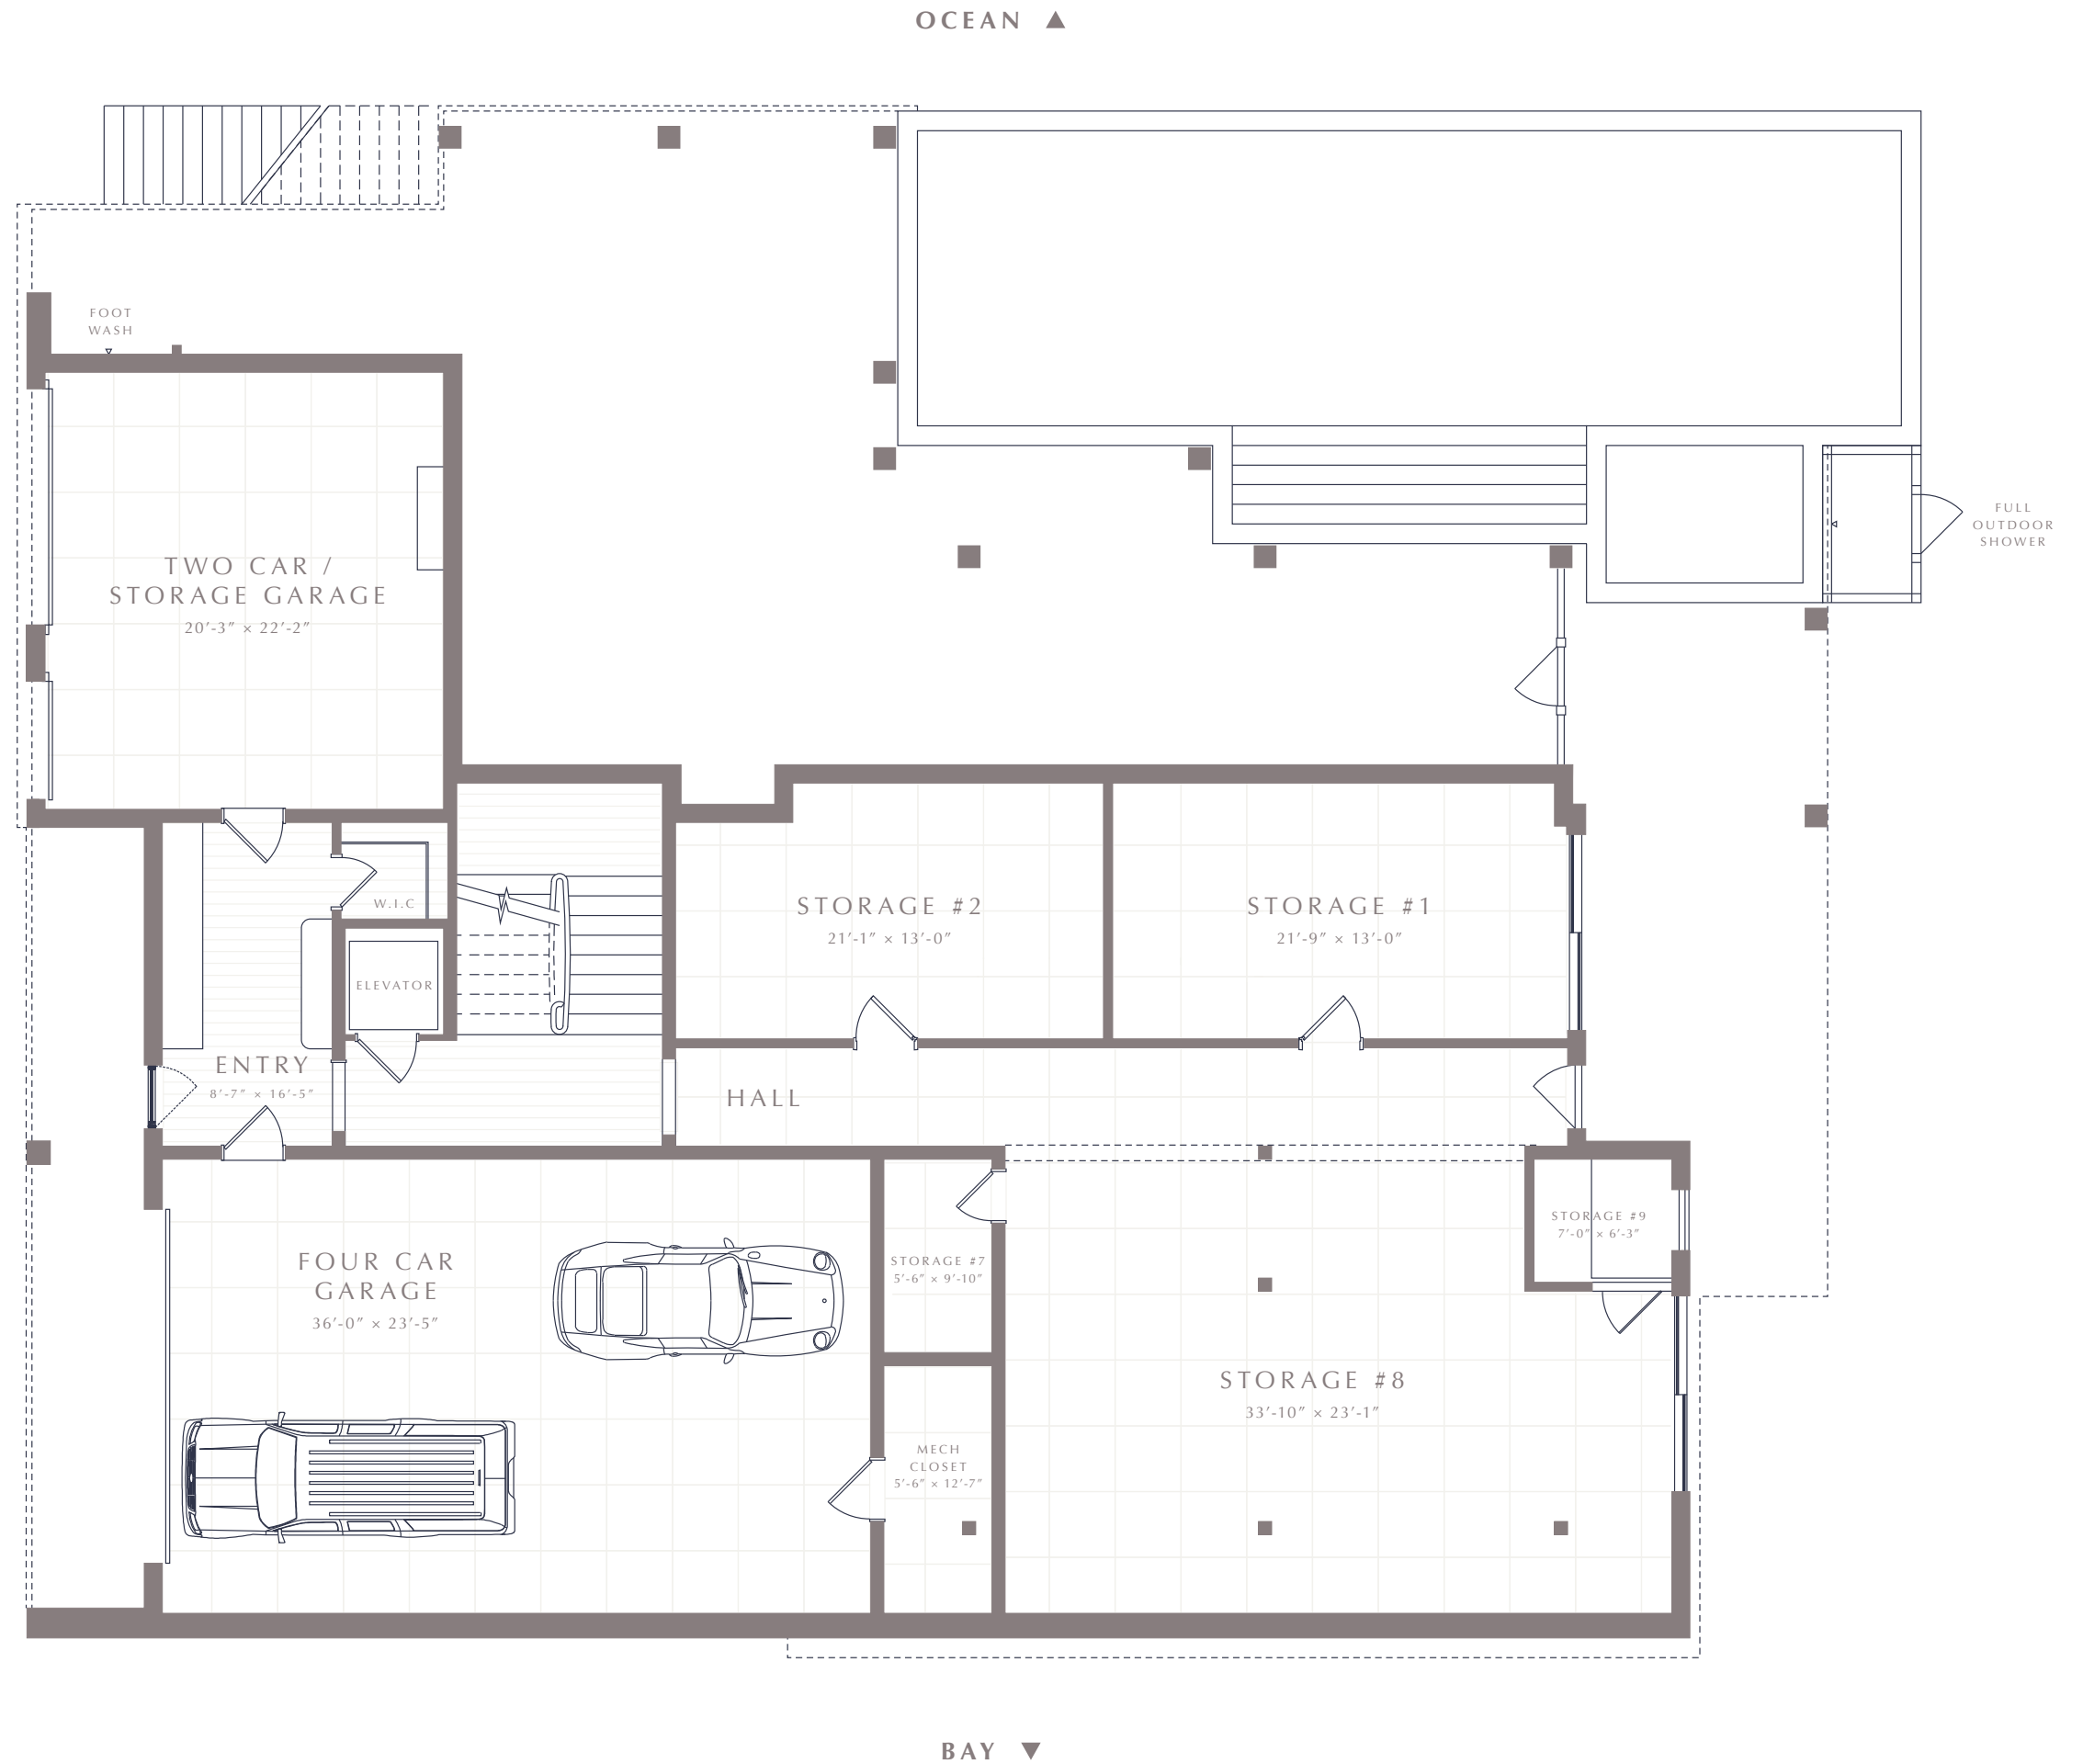 OCEAN ▲
FOOT
WASH
FULL
OUTDOOR
SHOWER
TWO CAR /
STORAGE GARAGE
20'-3" × 22'-2"
W.I.C
STORAGE #2
21'-1" × 13'-0"
STORAGE #1
21'-9" × 13'-0"
ELEVATOR
ENTRY
8'-7" × 16'-5"
HALL
STORAGE #9
7'-0" × 6'-3"
FOUR CAR
GARAGE
36'-0" × 23'-5"
STORAGE #7
5'-6" × 9'-10"
STORAGE #8
33'-10" × 23'-1"
MECH
CLOSET
5'-6" × 12'-7"
BAY ▼